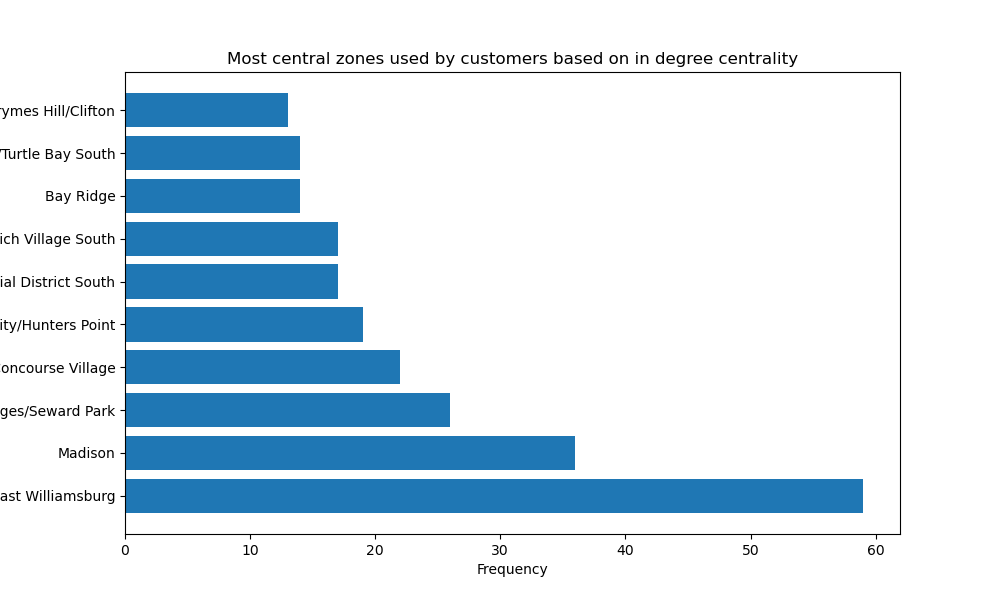 Most central zones used by customers based on in degree centrality
rymes Hill/Clifton
/Turtle Bay South
Bay Ridge
ich Village South
ial District South
ity/Hunters Point
Concourse Village
ges/Seward Park
Madison
ast Williamsburg
0 10 20 30 40 50 60
Frequency